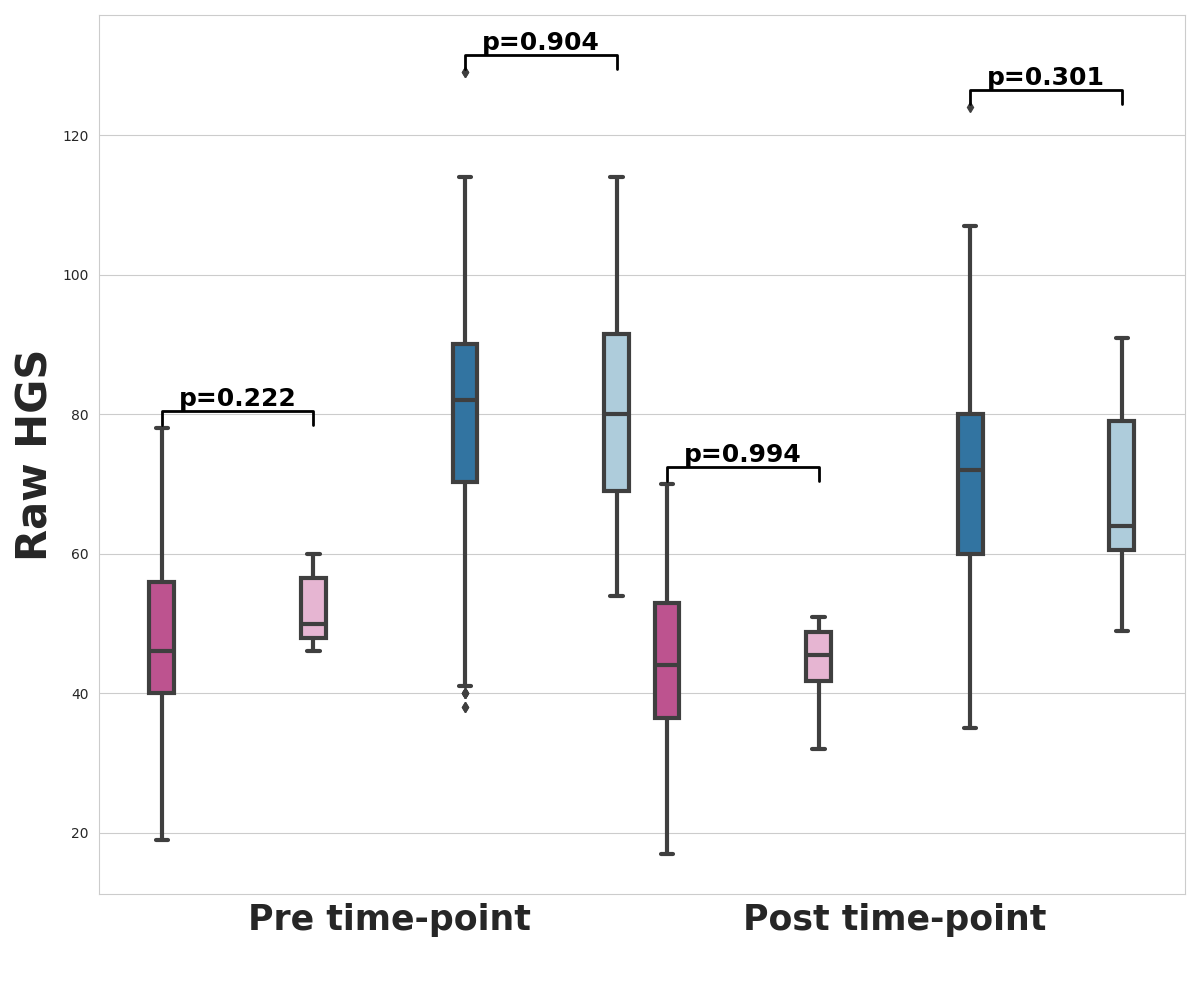 p=0.904
p=0.301
120
100
p=0.222
80
p=0.994
Raw HGS
60
40
20
Pre time-point
Post time-point